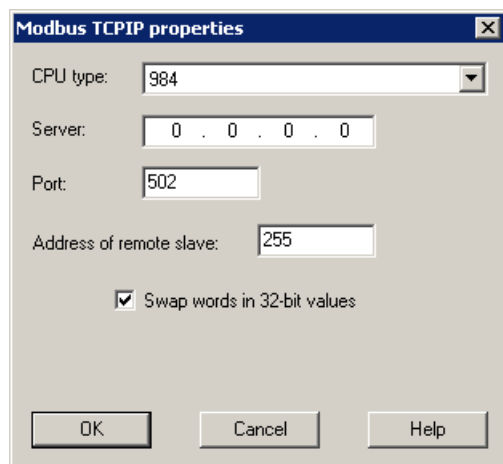 Modbus TCPIP properties
CPU type: 984
Server: 0 . 0 . 0 . 0
Port: 502
Address of remote slave: 255
Swap words in 32-bit values
OK Cancel Help